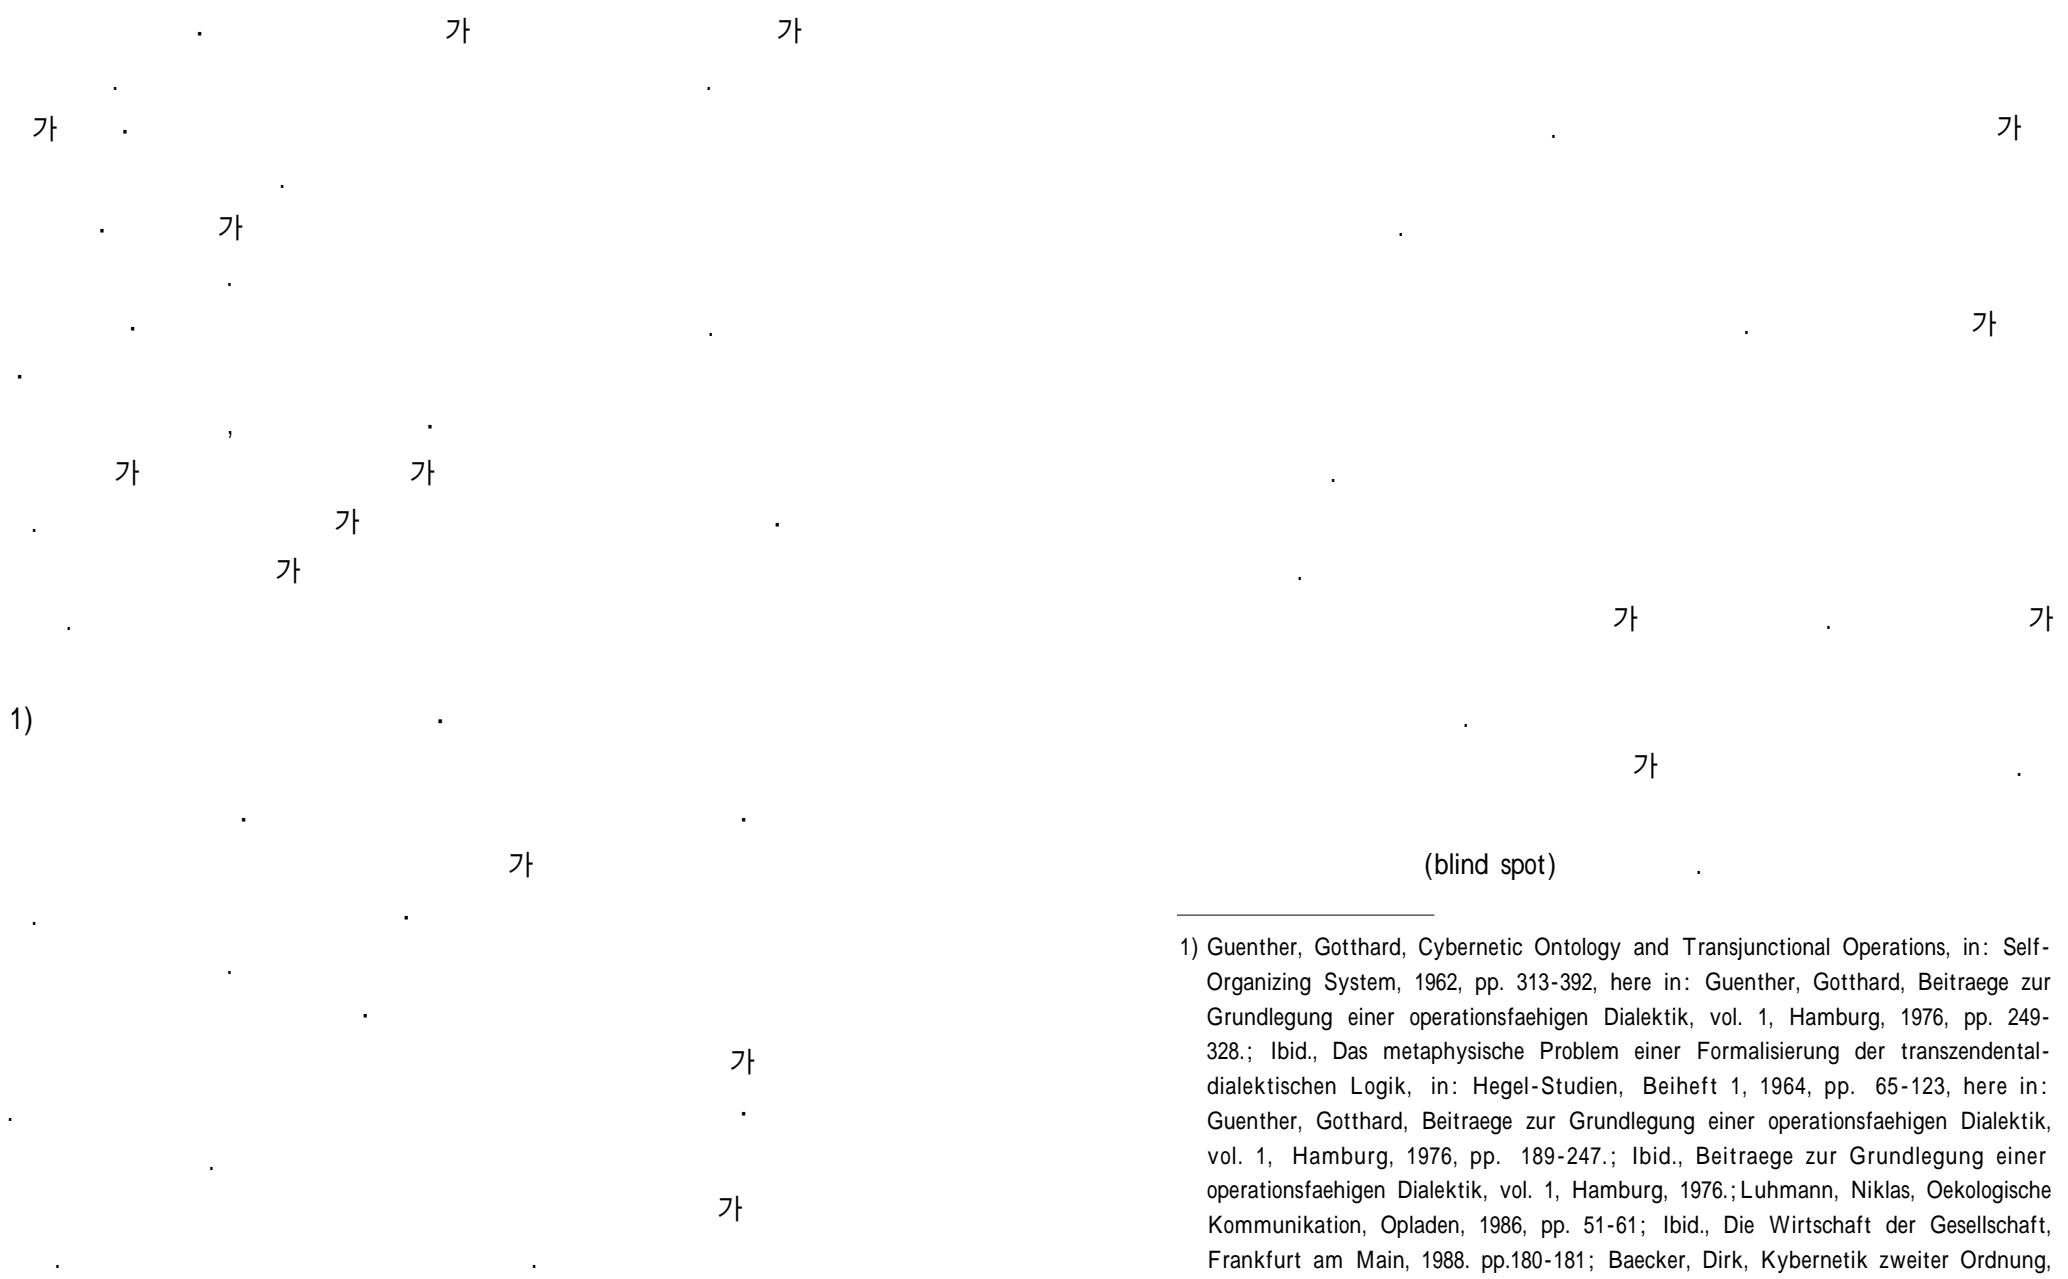 · 가 가
. .
가 ·
.
· 가
.
· .
·
, ·
가 가
. 가 ·
가
.
1) ·
· ·
가
. ·
.
·
가
. ·
.
가
. .
. 가
.
. 가
.
.
가 . 가
.
가 .
(blind spot) .
1) Guenther, Gotthard, Cybernetic Ontology and Transjunctional Operations, in: Self-
Organizing System, 1962, pp. 313-392, here in: Guenther, Gotthard, Beitraege zur
Grundlegung einer operationsfaehigen Dialektik, vol. 1, Hamburg, 1976, pp. 249-
328.; Ibid., Das metaphysische Problem einer Formalisierung der transzendental-
dialektischen Logik, in: Hegel-Studien, Beiheft 1, 1964, pp. 65-123, here in:
Guenther, Gotthard, Beitraege zur Grundlegung einer operationsfaehigen Dialektik,
vol. 1, Hamburg, 1976, pp. 189-247.; Ibid., Beitraege zur Grundlegung einer
operationsfaehigen Dialektik, vol. 1, Hamburg, 1976.; Luhmann, Niklas, Oekologische
Kommunikation, Opladen, 1986, pp. 51-61; Ibid., Die Wirtschaft der Gesellschaft,
Frankfurt am Main, 1988. pp.180-181; Baecker, Dirk, Kybernetik zweiter Ordnung,